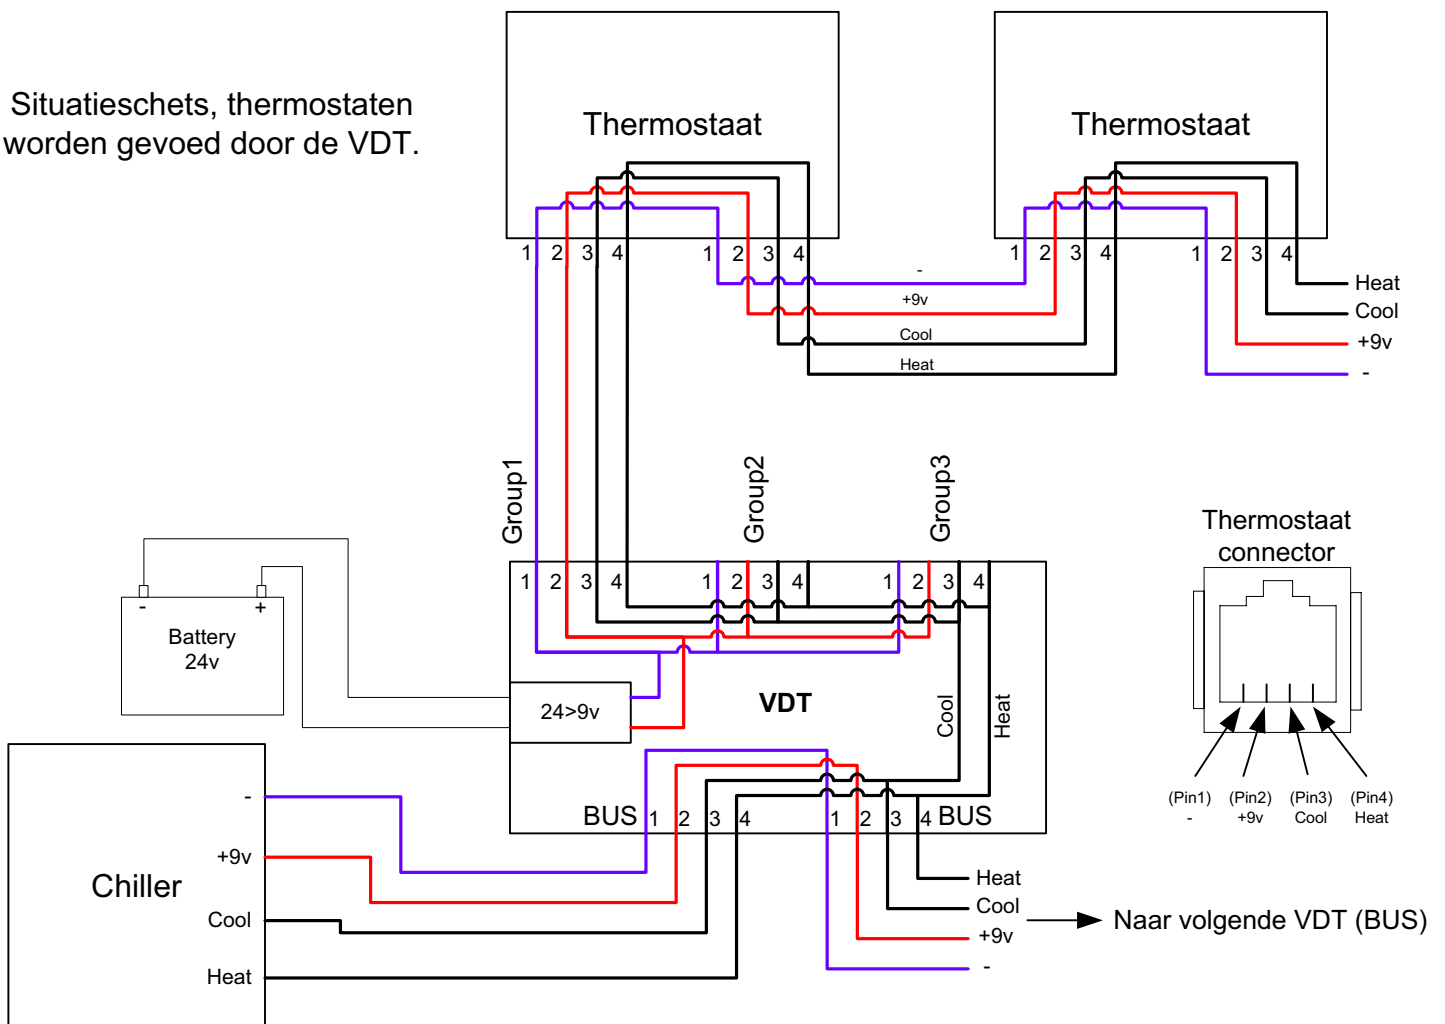 Situatieschets, thermostaten
worden gevoed door de VDT.
Thermostaat
Thermostaat
1 2 3 4 1 2 3 4
1 2 3 4 1 2 3 4
-
+9v
Cool
Heat
Heat
Cool
+9v
-
Group1
Group2
Group3
1 2 3 4 1 2 3 4 1 2 3 4
- +
Battery
24v
24>9v
VDT
Cool
Heat
BUS 1 2 3 4 1 2 3 4 BUS
Thermostaat
connector
(Pin1) (Pin2) (Pin3) (Pin4)
- +9v Cool Heat
Chiller
-
+9v
Cool
Heat
Heat
Cool
+9v
-
Naar volgende VDT (BUS)